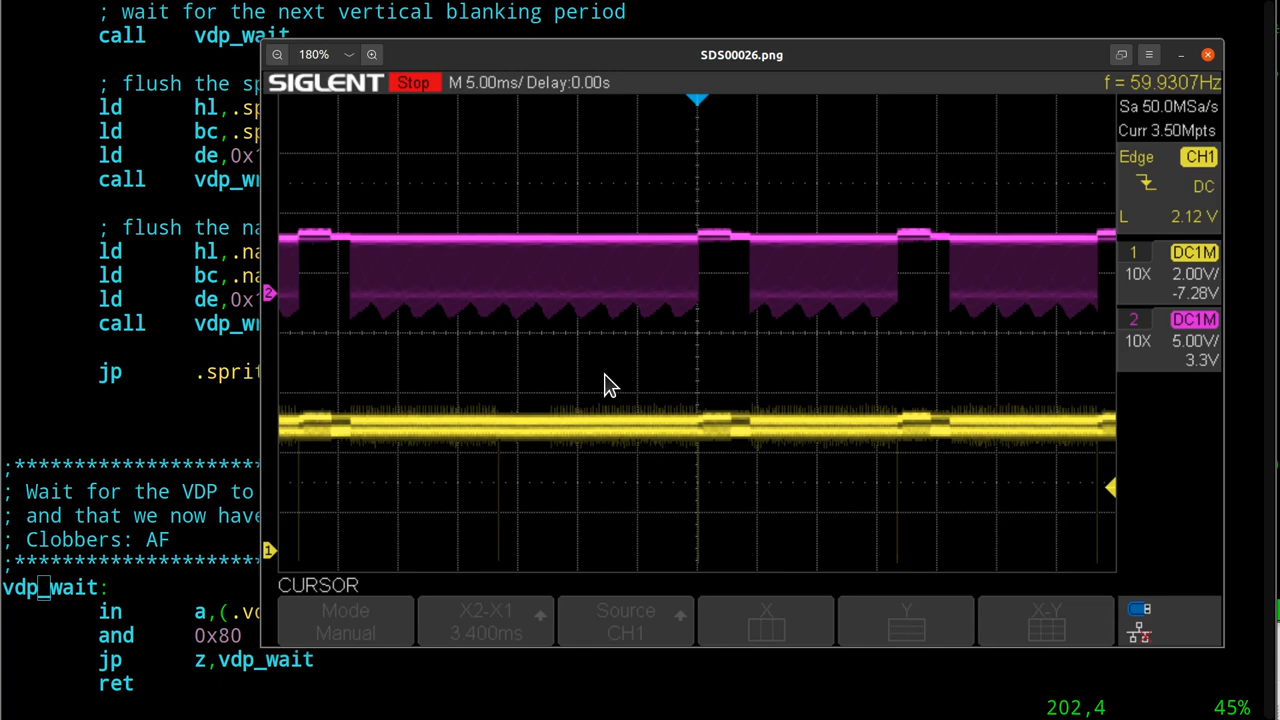 ; wait for the next vertical blanking period
call vdp_wait
; flush the sp
ld hl,.sp
ld bc,.sp
ld de,0x
call vdp_w
; flush the na
ld hl,.na
ld bc,.na
ld de,0x
call vdp_w
jp .sprit
;*************************
; Wait for the VDP to
; and that we now have
; Clobbers: AF
;*************************
vdp_wait:
in a,(.vd
and 0x80
jp z,vdp_wait
ret
202,4 45%
180% SDS00026.png
SIGLENT Stop M 5.00ms/ Delay:0.00s f = 59.9307Hz
Sa 50.0MSa/s
Curr 3.50Mpts
Edge CH1
DC
L 2.12 V
1 DC1M
10X 2.00V/
-7.28V
2 DC1M
10X 5.00V/
3.3V
2
1
CURSOR
Mode X2-X1 Source X Y X-Y
Manual 3.400ms CH1